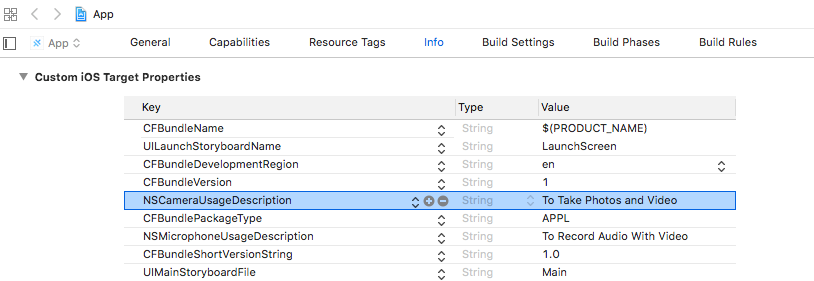 App
App General Capabilities Resource Tags Info Build Settings Build Phases Build Rules
Custom iOS Target Properties
Key Type Value
CFBundleName String $(PRODUCT_NAME)
UILaunchStoryboardName String LaunchScreen
CFBundleDevelopmentRegion String en
CFBundleVersion String 1
NSCameraUsageDescription String To Take Photos and Video
CFBundlePackageType String APPL
NSMicrophoneUsageDescription String To Record Audio With Video
CFBundleShortVersionString String 1.0
UIMainStoryboardFile String Main